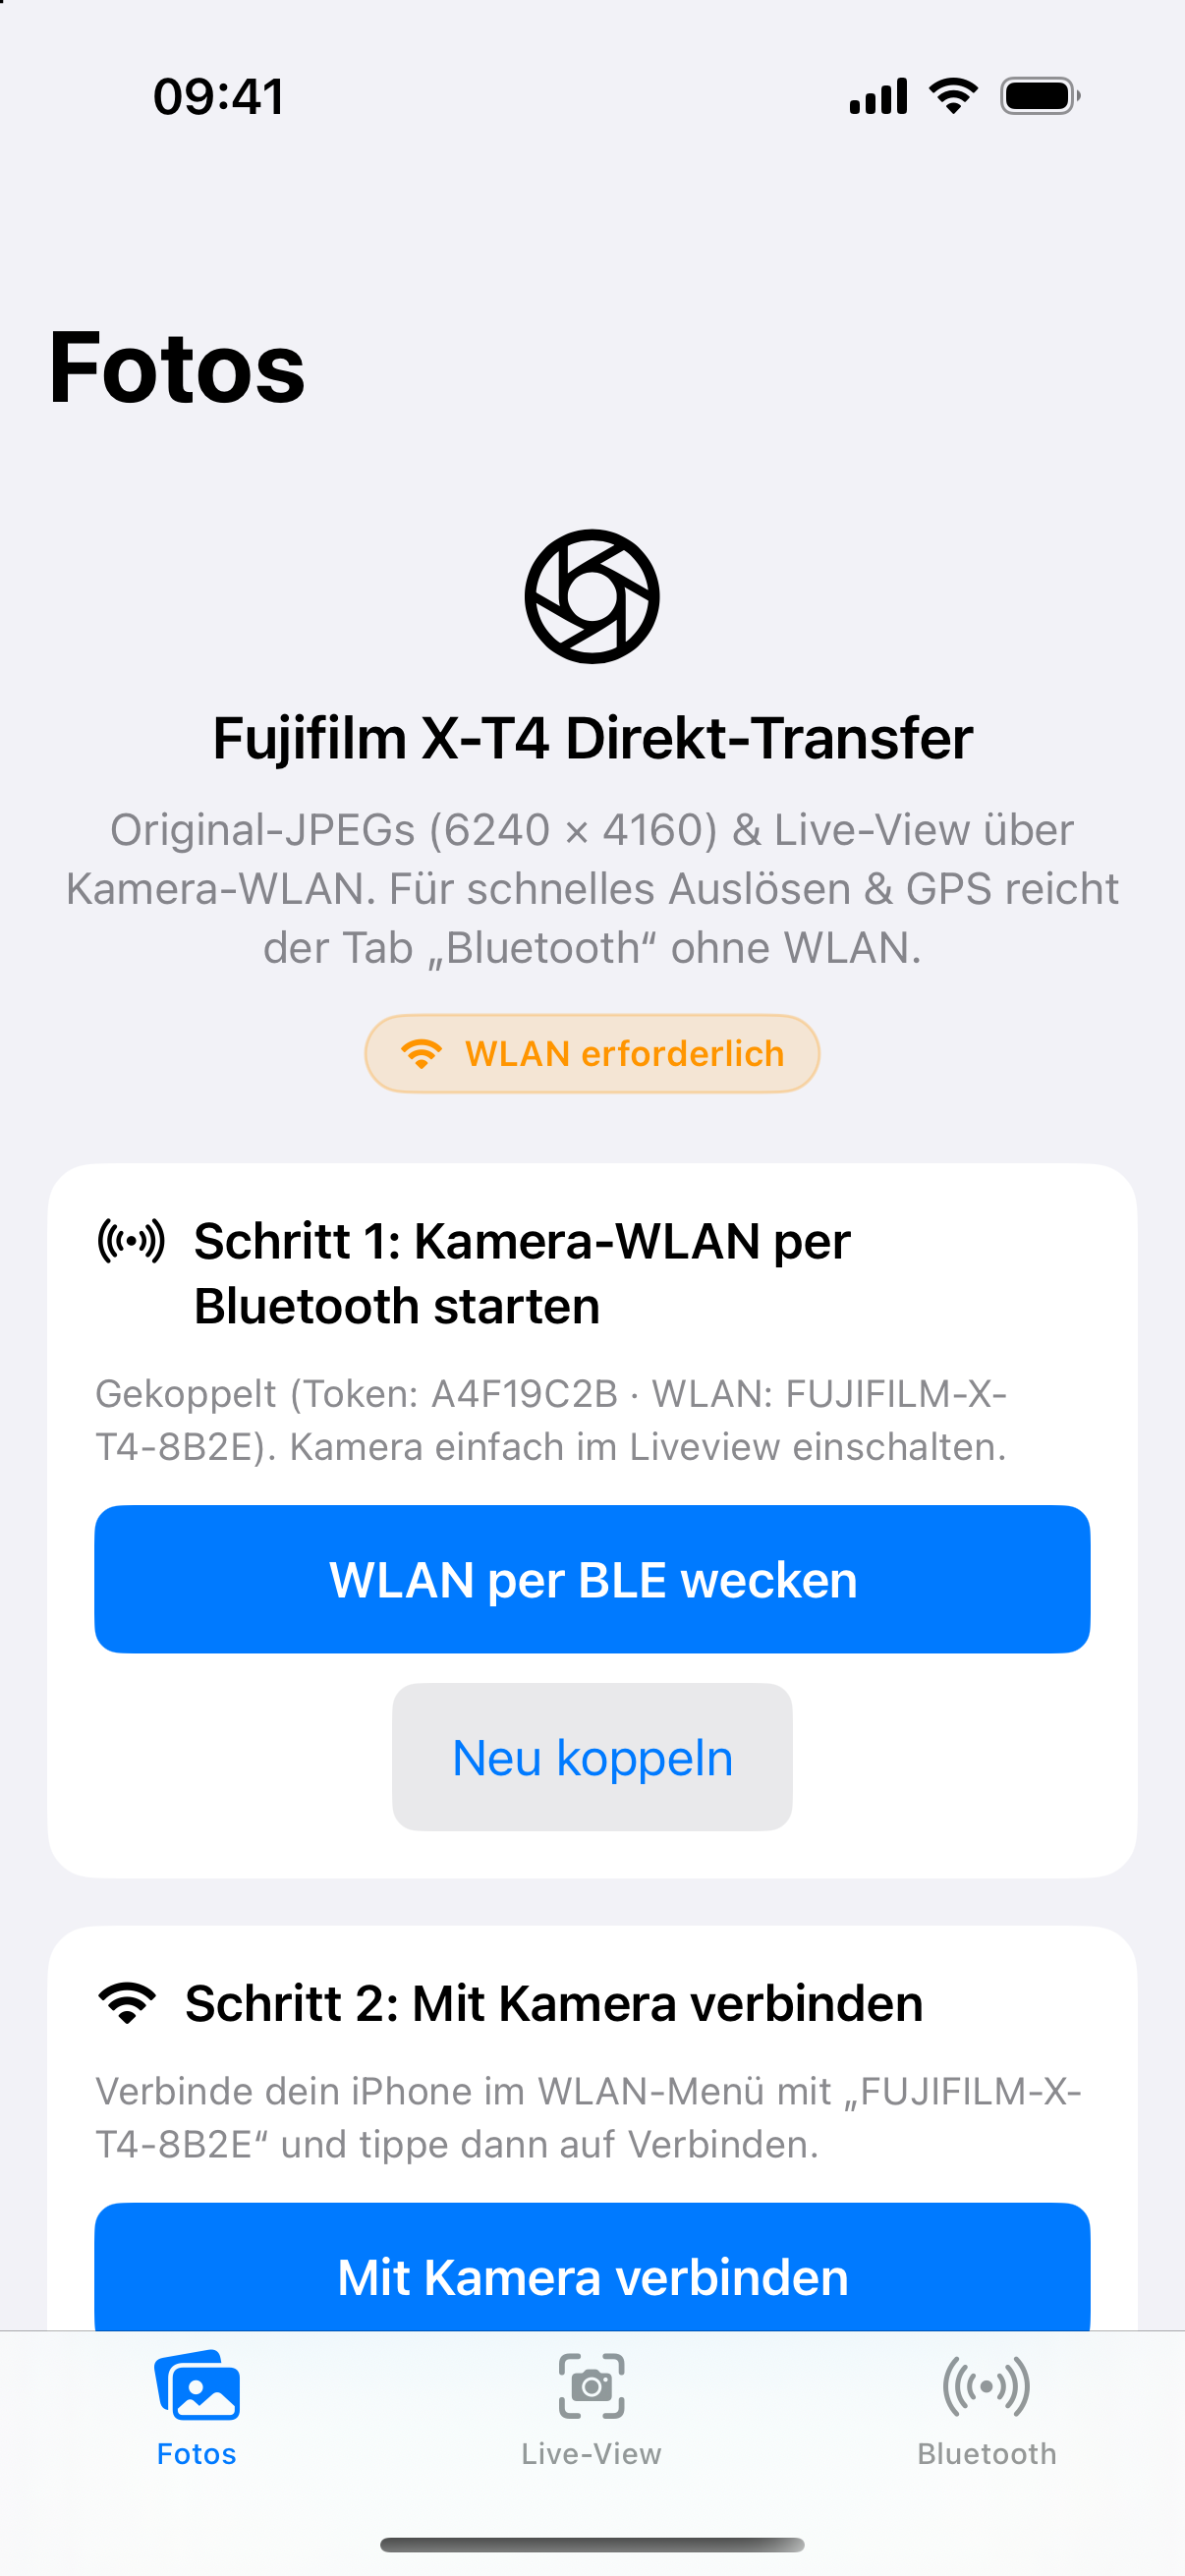 09:41
Fotos
Fujifilm X-T4 Direkt-Transfer
Original-JPEGs (6240 × 4160) & Live-View über
Kamera-WLAN. Für schnelles Auslösen & GPS reicht
der Tab „Bluetooth“ ohne WLAN.
WLAN erforderlich
Schritt 1: Kamera-WLAN per
Bluetooth starten
Gekoppelt (Token: A4F19C2B · WLAN: FUJIFILM-X-
T4-8B2E). Kamera einfach im Liveview einschalten.
WLAN per BLE wecken
Neu koppeln
Schritt 2: Mit Kamera verbinden
Verbinde dein iPhone im WLAN-Menü mit „FUJIFILM-X-
T4-8B2E“ und tippe dann auf Verbinden.
Mit Kamera verbinden
Fotos
Live-View
Bluetooth